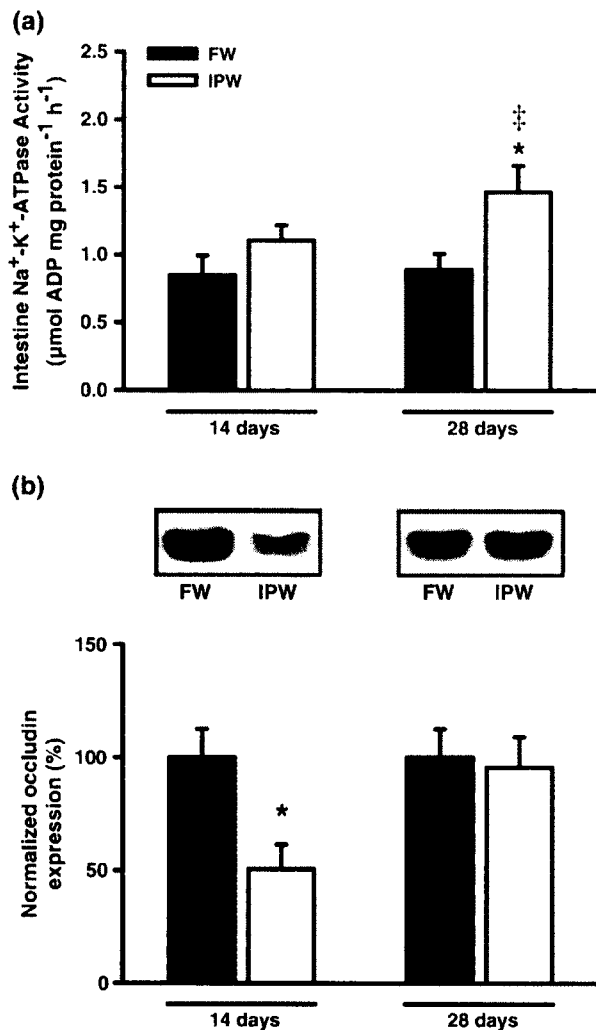 (a)
Intestine Na⁺-K⁺-ATPase Activity
(µmol ADP mg protein⁻¹ h⁻¹)
2.5
2.0
1.5
1.0
0.5
0.0
FW
IPW
‡
*
14 days
28 days
(b)
FW IPW
FW IPW
Normalized occludin
expression (%)
150
100
50
0
*
14 days
28 days